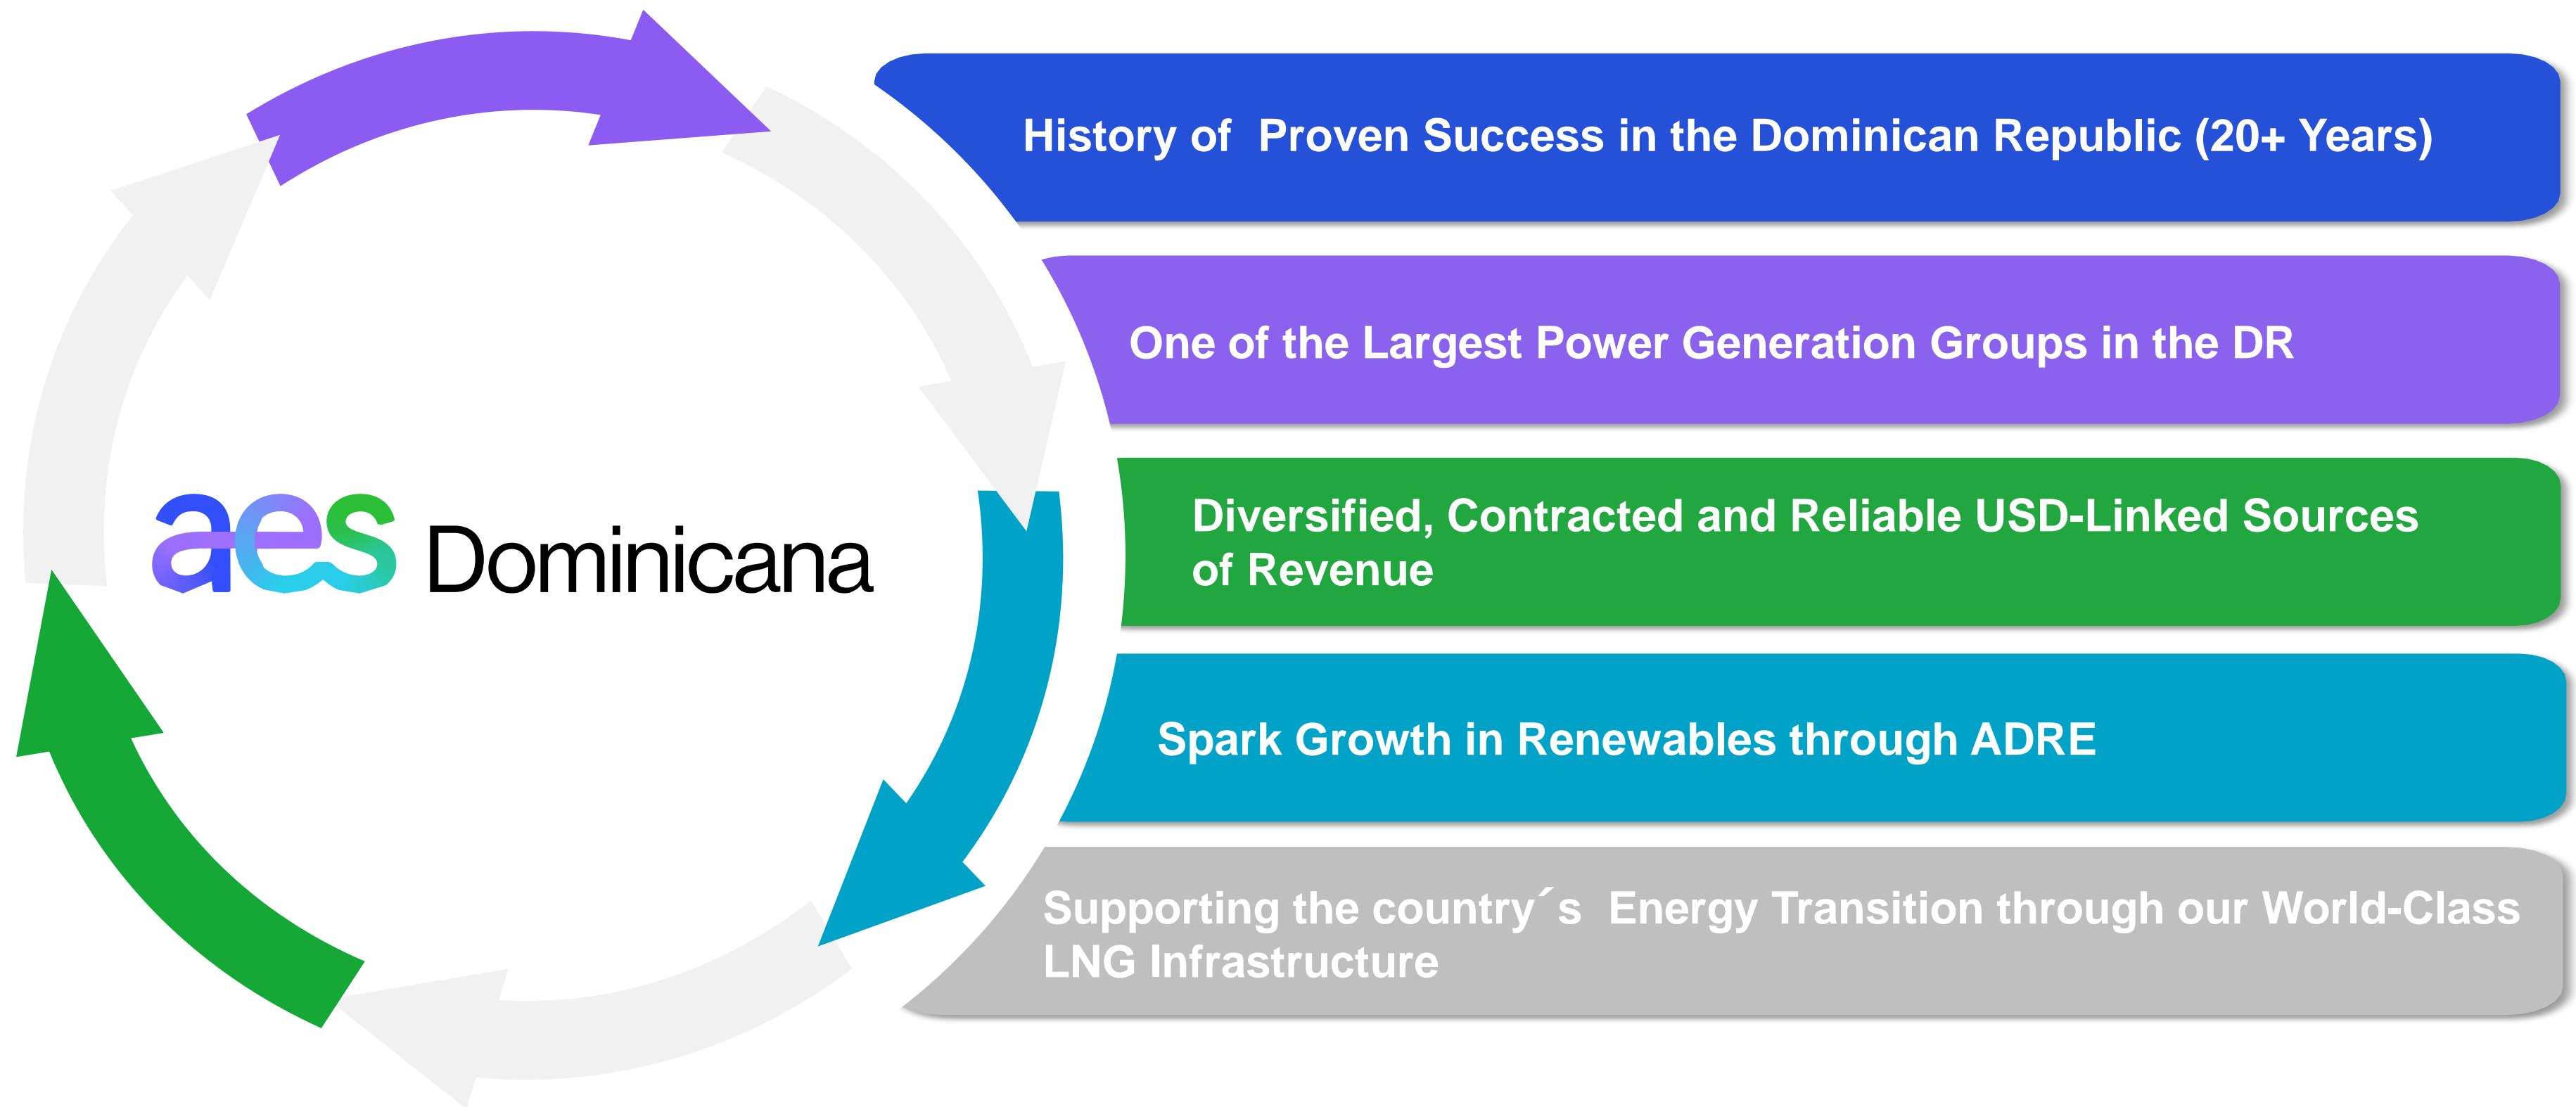 aes Dominicana
History of  Proven Success in the Dominican Republic (20+ Years)
One of the Largest Power Generation Groups in the DR
Diversified, Contracted and Reliable USD-Linked Sources
of Revenue
Spark Growth in Renewables through ADRE
Supporting the country´s  Energy Transition through our World-Class
LNG Infrastructure